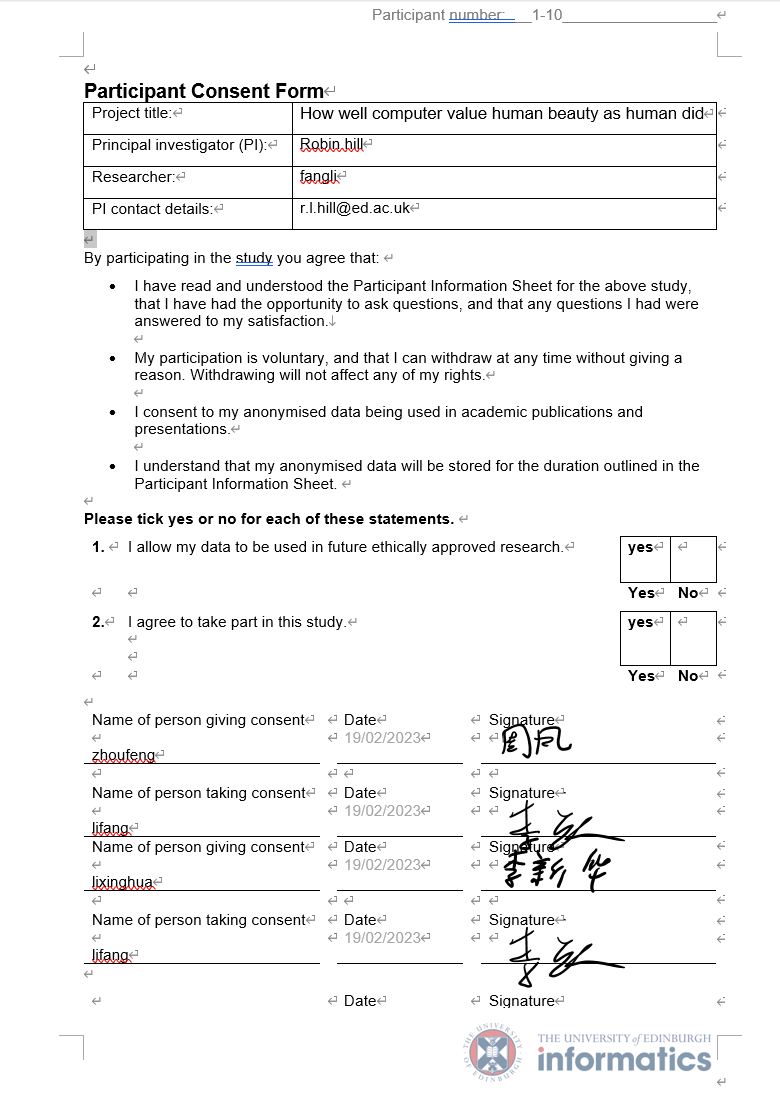 Participant number: __1-10
Participant Consent Form
Project title: How well computer value human beauty as human did
Principal investigator (PI): Robin.hill
Researcher: fangli
PI contact details: r.l.hill@ed.ac.uk
By participating in the study you agree that:
• I have read and understood the Participant Information Sheet for the above study,
that I have had the opportunity to ask questions, and that any questions I had were
answered to my satisfaction.
• My participation is voluntary, and that I can withdraw at any time without giving a
reason. Withdrawing will not affect any of my rights.
• I consent to my anonymised data being used in academic publications and
presentations.
• I understand that my anonymised data will be stored for the duration outlined in the
Participant Information Sheet.
Please tick yes or no for each of these statements.
1. I allow my data to be used in future ethically approved research. yes
Yes No
2. I agree to take part in this study. yes
Yes No
Name of person giving consent Date Signature
19/02/2023 周凤
zhoufeng
Name of person taking consent Date Signature
19/02/2023
lifang
Name of person giving consent Date Signature
19/02/2023
lixinghua
Name of person taking consent Date Signature
19/02/2023
lifang
Date Signature
THE UNIVERSITY of EDINBURGH
informatics